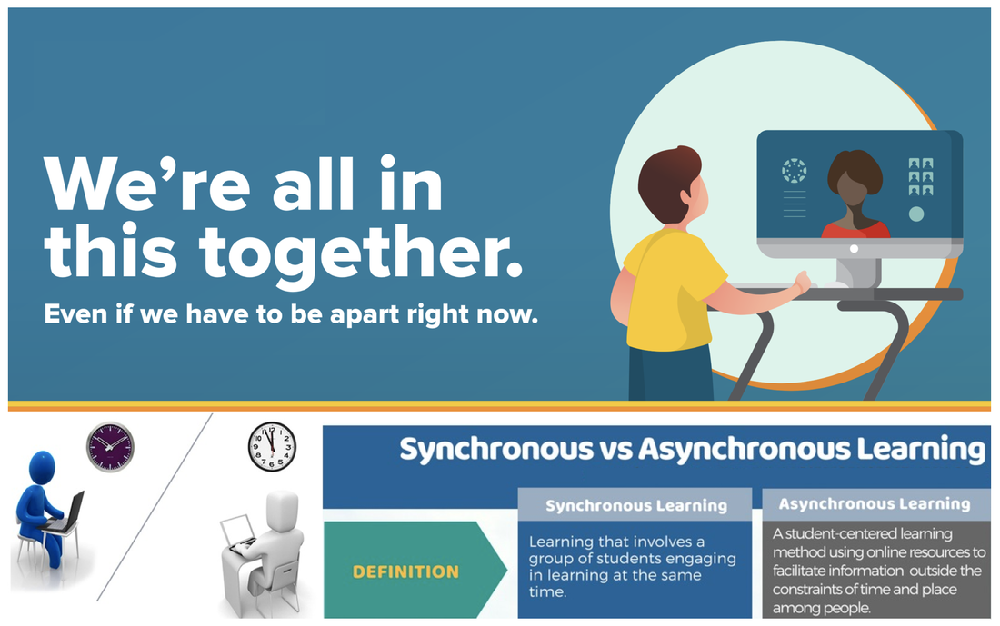 We're all in
this together.
Even if we have to be apart right now.
Synchronous vs Asynchronous Learning
Synchronous Learning
Asynchronous Learning
DEFINITION
Learning that involves a
group of students engaging
in learning at the same
time.
A student-centered learning
method using online resources to
facilitate information outside the
constraints of time and place
among people.